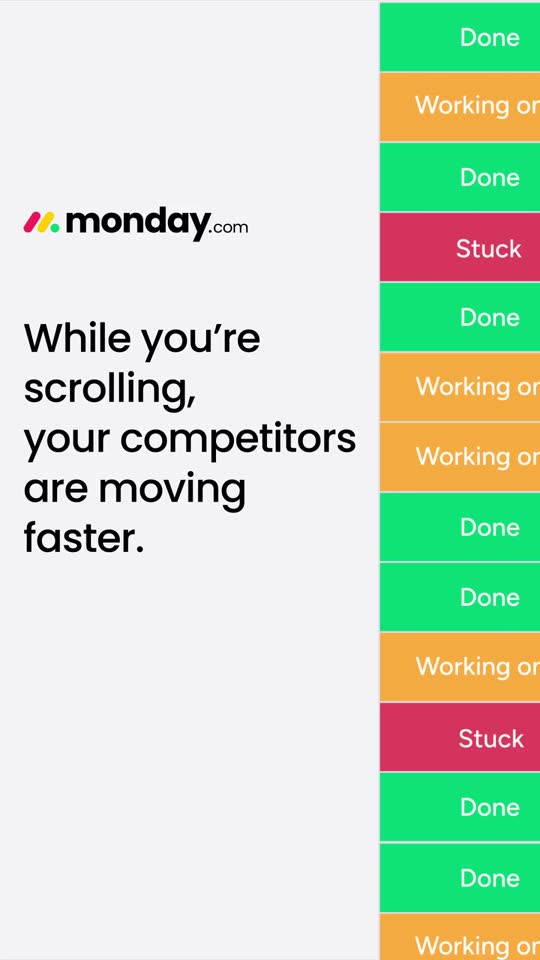 monday.com
While you’re
scrolling,
your competitors
are moving
faster.
Done
Working on
Done
Stuck
Done
Working on
Working on
Done
Done
Working on
Stuck
Done
Done
Working on